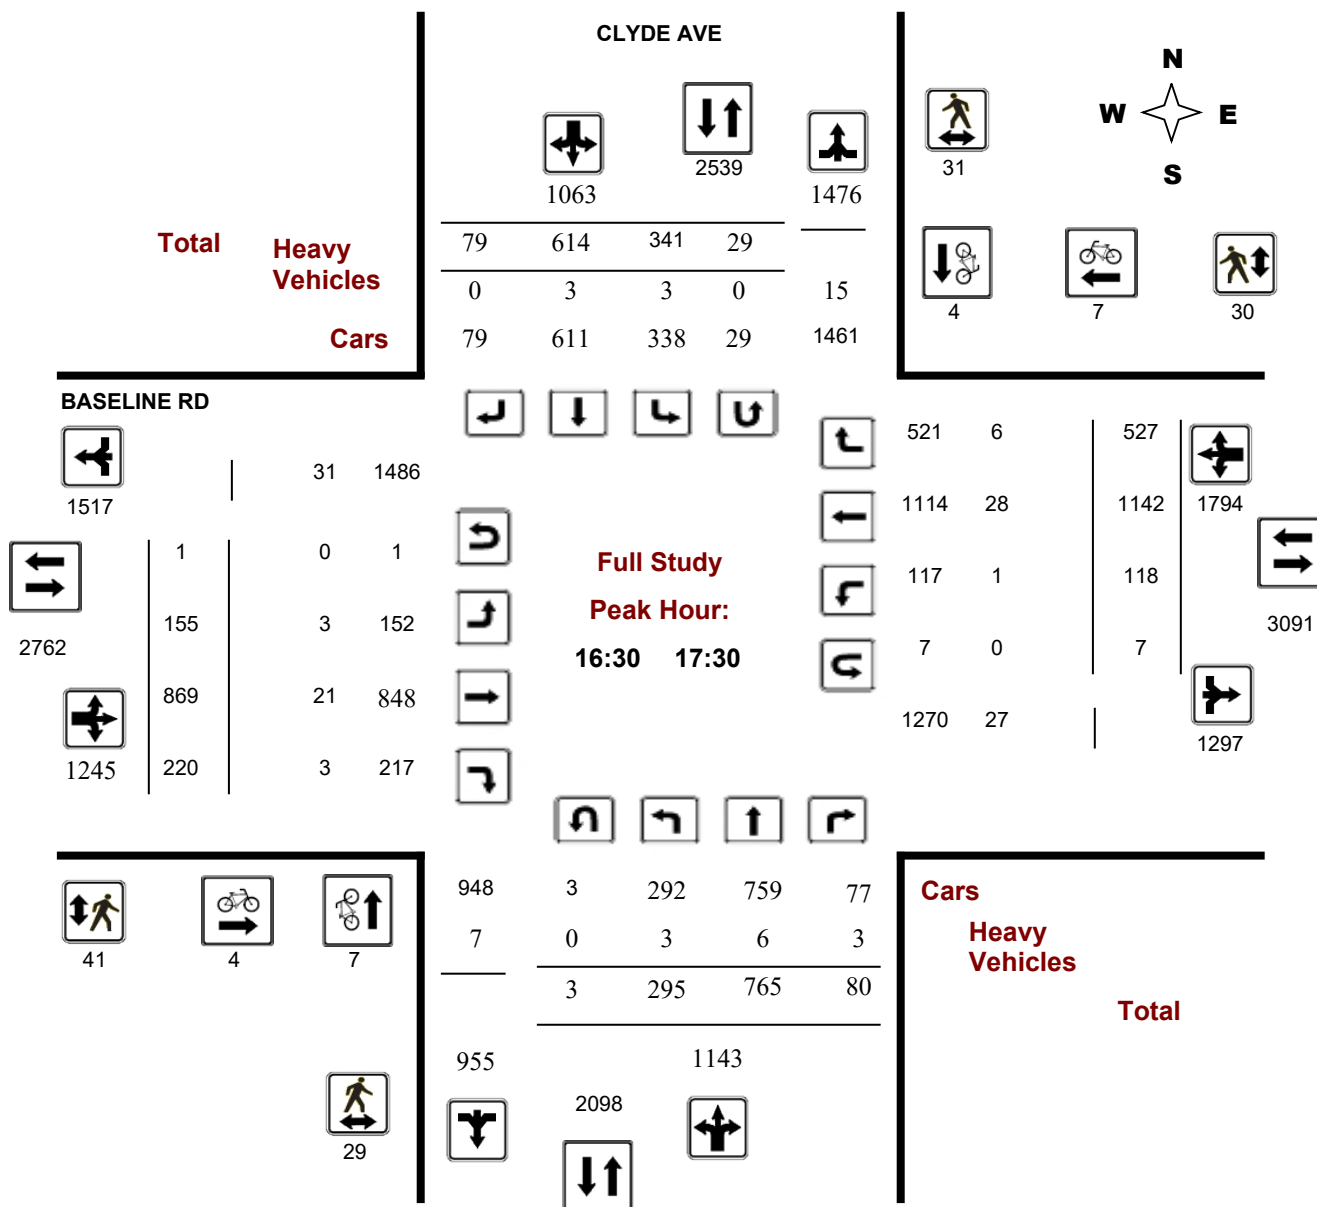 CLYDE AVE
N
W E
S
2539
31
1063
1476
Total Heavy Vehicles
79 614 341 29
0 3 3 0 15
4 7 30
Cars 79 611 338 29 1461
BASELINE RD
521 6 527
31 1486
1517
1114 28 1142 1794
1 0 1
Full Study
117 1 118
Peak Hour:
155 3 152
3091
2762
16:30 17:30
7 0 7
869 21 848
1270 27
1297
1245 220 3 217
948 3 292 759 77
Cars
7 0 3 6 3
Heavy
Vehicles
41 4 7
3 295 765 80
Total
955 1143
2098
29